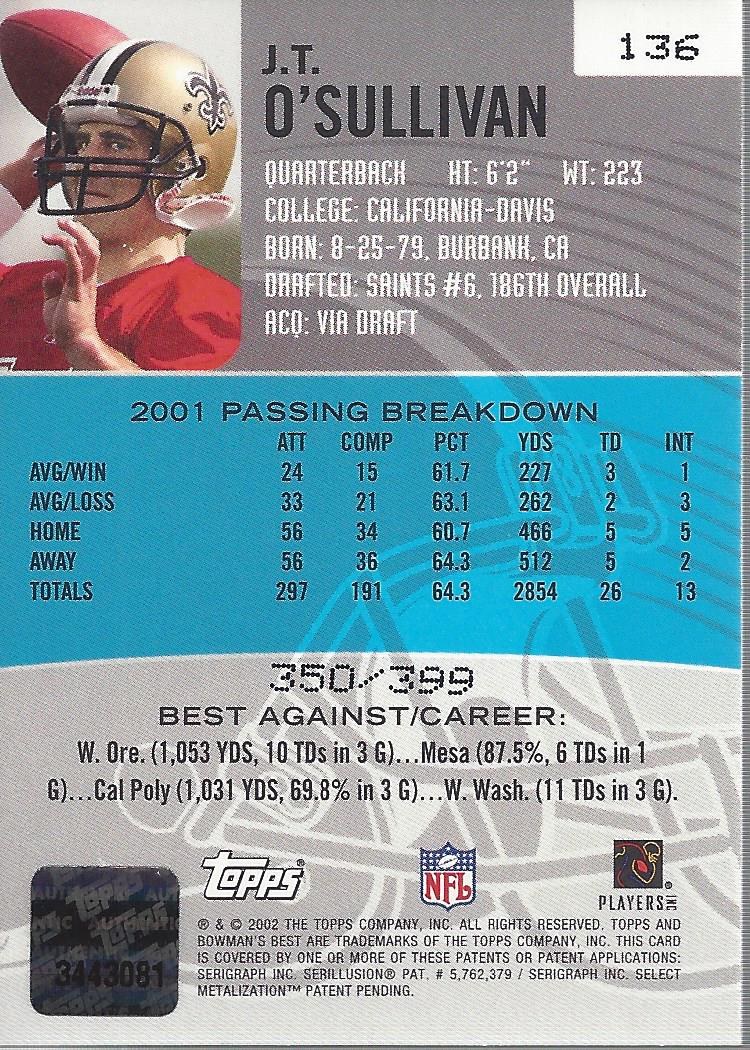 136
J.T.
O'SULLIVAN
QUARTERBACK HT: 6'2" WT: 223
COLLEGE: CALIFORNIA-DAVIS
BORN: 8-25-79, BURBANK, CA
DRAFTED: SAINTS #6, 186TH OVERALL
ACQ: VIA DRAFT
Riddell
2001 PASSING BREAKDOWN
ATT COMP PCT YDS TD INT
AVG/WIN 24 15 61.7 227 3 1
AVG/LOSS 33 21 63.1 262 2 3
HOME 56 34 60.7 466 5 5
AWAY 56 36 64.3 512 5 2
TOTALS 297 191 64.3 2854 26 13
350/399
BEST AGAINST/CAREER:
W. Ore. (1,053 YDS, 10 TDs in 3 G)...Mesa (87.5%, 6 TDs in 1
G)...Cal Poly (1,031 YDS, 69.8% in 3 G)...W. Wash. (11 TDs in 3 G).
topps®
NFL
PLAYERS INC ®
Topps
AUTHENTIC
3443081
® & © 2002 THE TOPPS COMPANY, INC. ALL RIGHTS RESERVED. TOPPS AND
BOWMAN'S BEST ARE TRADEMARKS OF THE TOPPS COMPANY, INC. THIS CARD
IS COVERED BY ONE OR MORE OF THESE PATENTS OR PATENT APPLICATIONS:
SERIGRAPH INC. SERILLUSION® PAT. # 5,762,379 / SERIGRAPH INC. SELECT
METALIZATION™ PATENT PENDING.